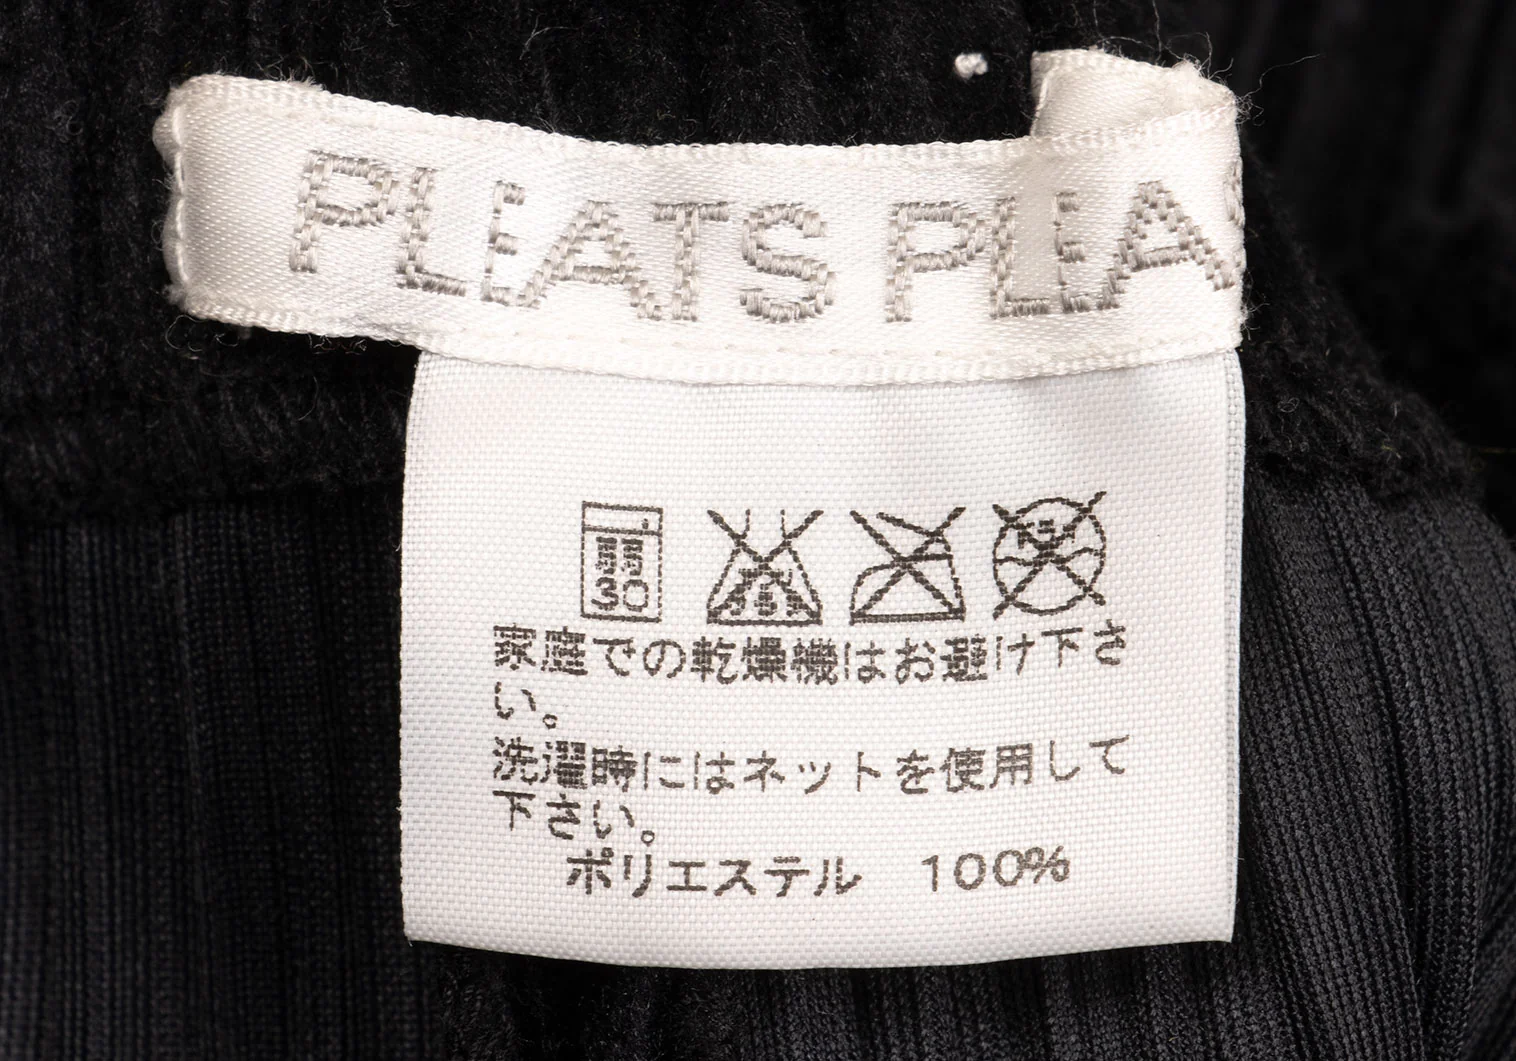 PLEATS PLEA
30
家庭での乾燥機はお避け下さ
い。
洗濯時にはネットを使用して
下さい。
ポリエステル 100%